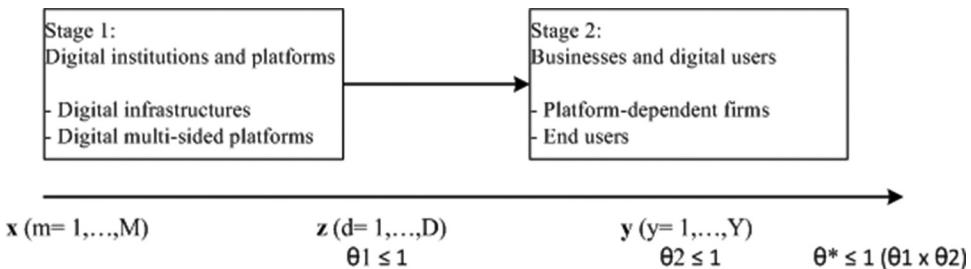 Stage 1:
Digital institutions and platforms
- Digital infrastructures
- Digital multi-sided platforms
Stage 2:
Businesses and digital users
- Platform-dependent firms
- End users
x (m= 1,...,M)
z (d= 1,...,D)
y (y= 1,...,Y)
θ1 ≤ 1
θ2 ≤ 1
θ* ≤ 1 (θ1 x θ2)